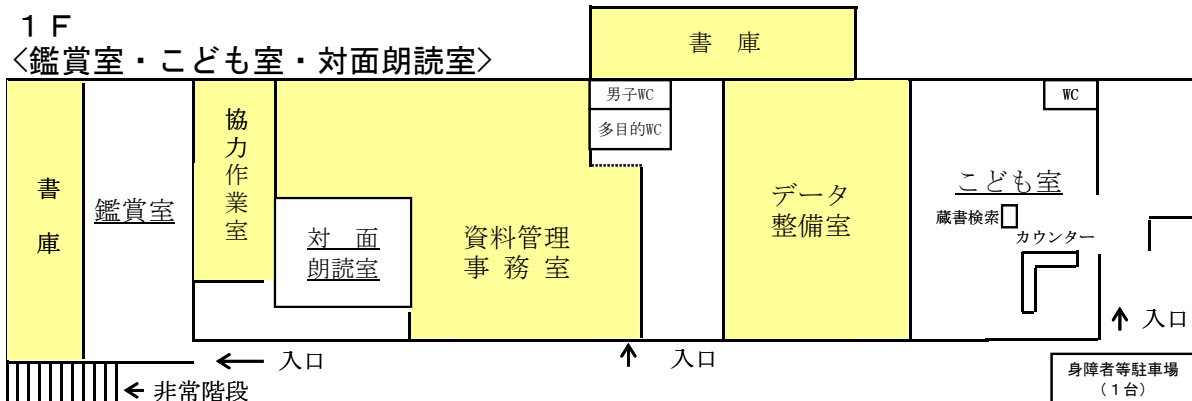 １Ｆ
<鑑賞室・こども室・対面朗読室>
書 庫
男子WC
多目的WC
WC
協力作業室
書 庫
鑑賞室
対 面
朗読室
資料管理
事 務 室
データ
整備室
こども室
蔵書検索
カウンター
入口
入口
入口
非常階段
身障者等駐車場
（１台）